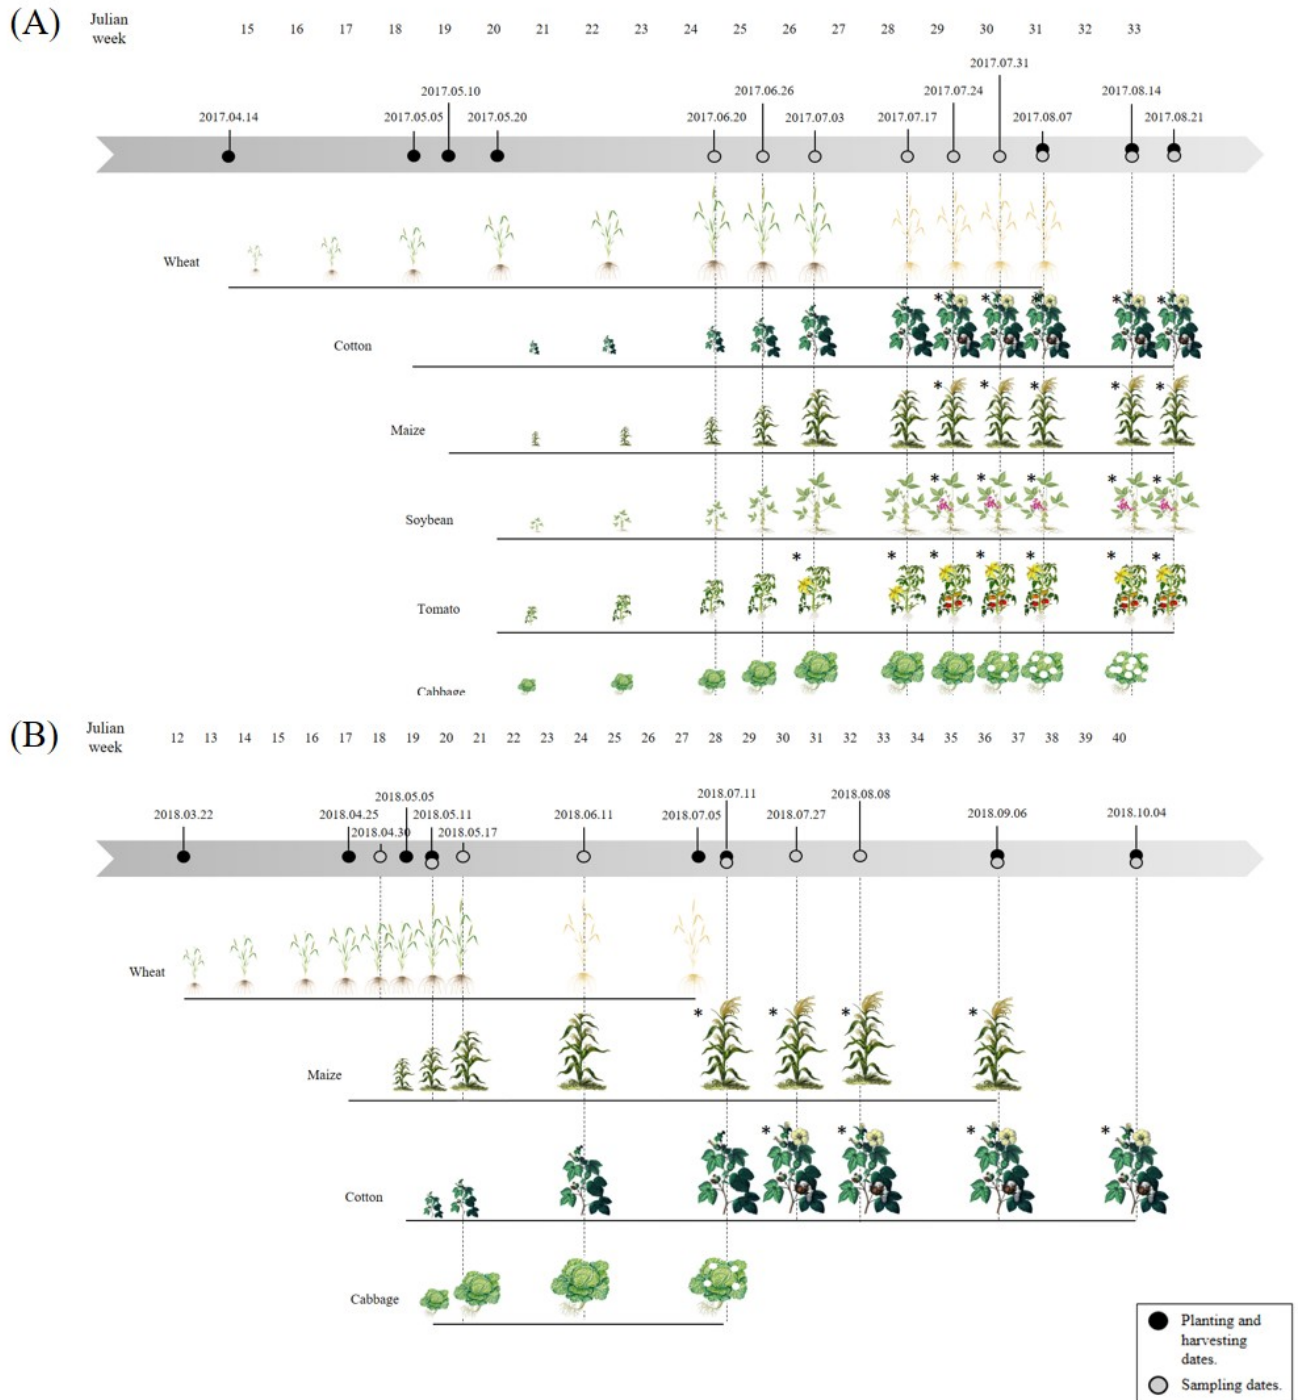 (A)
Julian
week
15 16 17 18 19 20 21 22 23 24 25 26 27 28 29 30 31 32 33
2017.07.31
2017.05.10 2017.06.26 2017.07.24 2017.08.14
2017.04.14 2017.05.05 2017.05.20 2017.06.20 2017.07.03 2017.07.17 2017.08.07 2017.08.21
Wheat
Cotton
* * * * *
Maize
* * * * *
Soybean
* * * * *
Tomato
* * * * * * *
Cabbage
(B)
Julian
week
12 13 14 15 16 17 18 19 20 21 22 23 24 25 26 27 28 30 31 32 33 34 35 36 37 38 39 40
2018.05.05 2018.07.11 2018.08.08
2018.03.22 2018.04.25 2018.05.11 2018.06.11 2018.07.05 2018.07.27 2018.09.06 2018.10.04
2018.04.30 2018.05.17
Wheat
Maize
* * * *
Cotton
* * * *
Cabbage
Planting and
harvesting
dates.
Sampling dates.